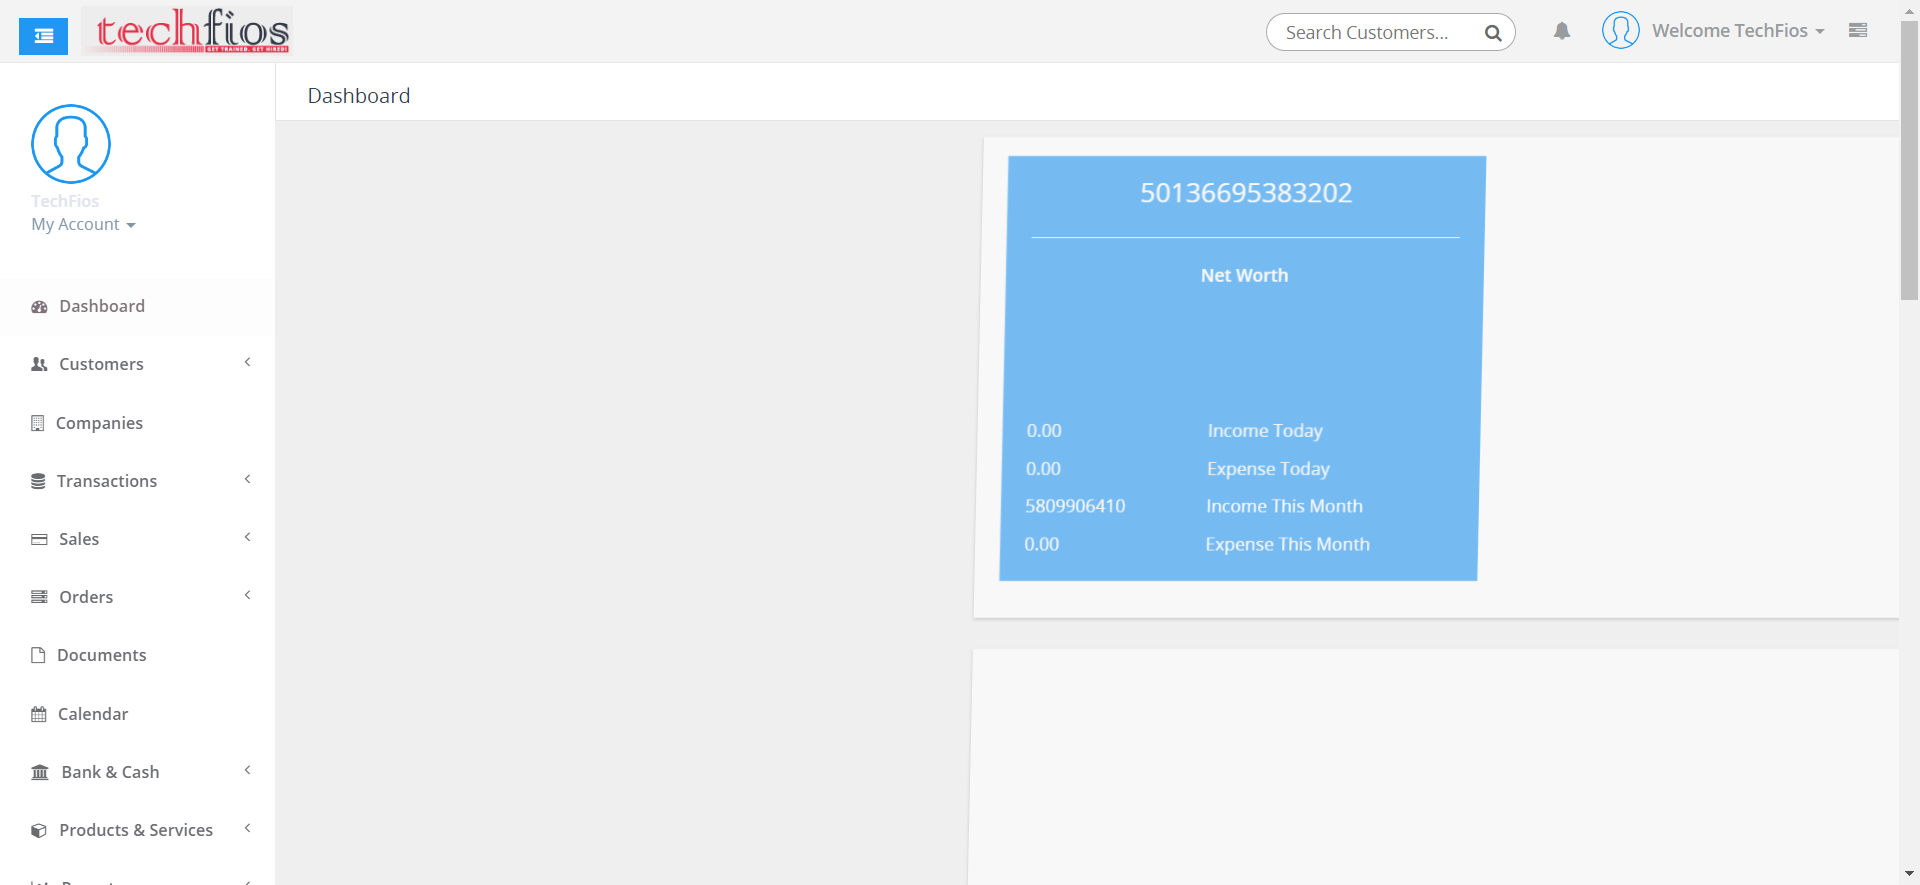 techfios
GET TRAINED. GET HIRED!
Search Customers...
Welcome TechFios
Dashboard
TechFios
My Account
Dashboard
Customers
Companies
Transactions
Sales
Orders
Documents
Calendar
Bank & Cash
Products & Services
50136695383202
Net Worth
0.00 Income Today
0.00 Expense Today
5809906410 Income This Month
0.00 Expense This Month